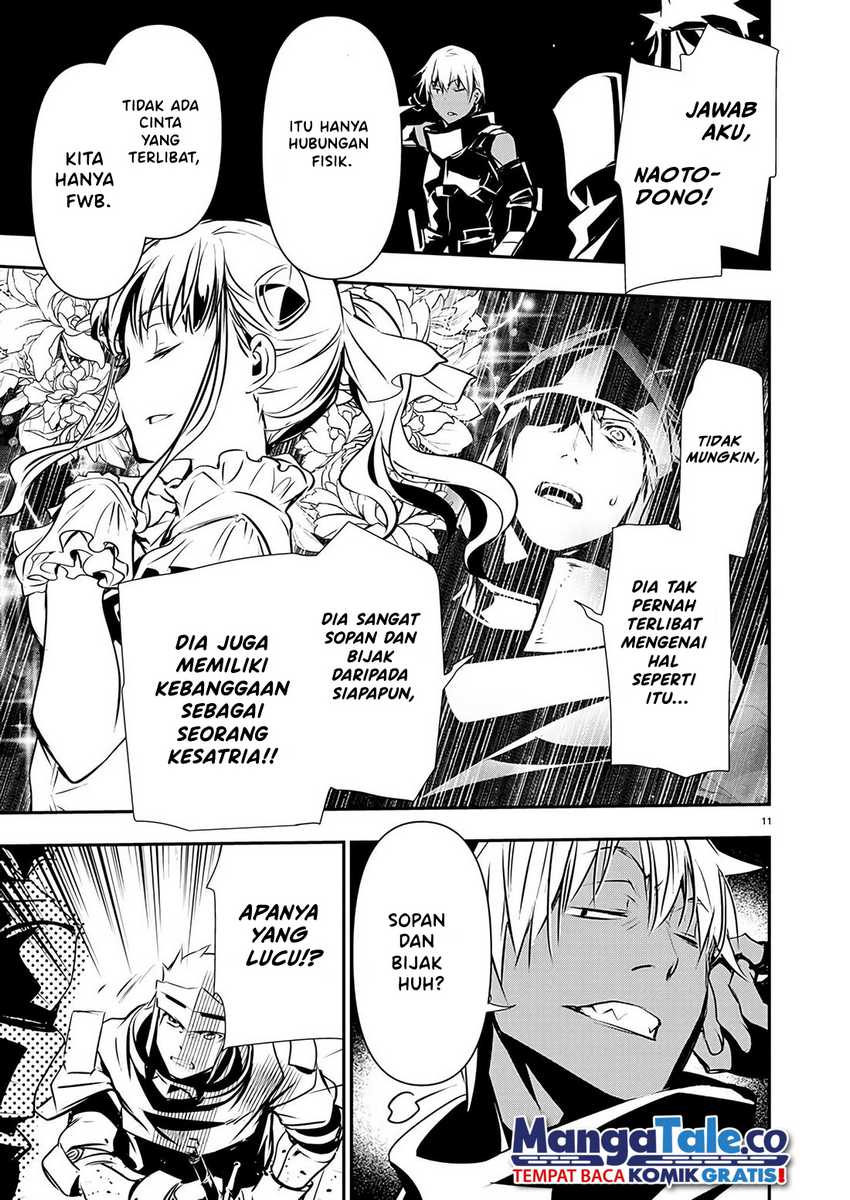 JAWAB
AKU,
NAOTO-
DONO!
ITU HANYA
HUBUNGAN
FISIK.
TIDAK ADA
CINTA
YANG
TERLIBAT,
KITA
HANYA
FWB.
TIDAK
MUNGKIN,
DIA TAK
PERNAH
TERLIBAT
MENGENAI
HAL
SEPERTI
ITU...
DIA SANGAT
SOPAN DAN
BIJAK
DARIPADA
SIAPAPUN,
DIA JUGA
MEMILIKI
KEBANGGAAN
SEBAGAI
SEORANG
KESATRIA!!
11
SOPAN
DAN
BIJAK
HUH?
APANYA
YANG
LUCU!?
MangaTale.co
TEMPAT BACA KOMIK GRATIS!